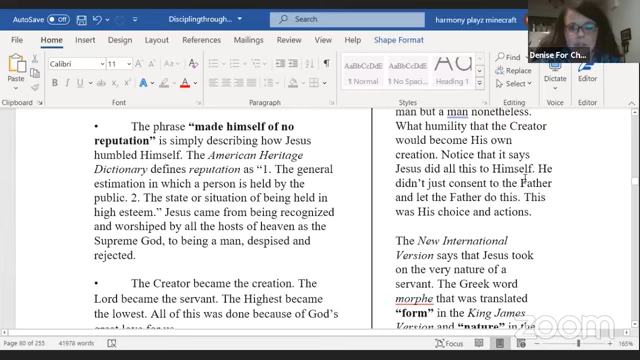 AutoSave Off
Disciplingthrough...
Search
harmony playz minecraft
File Home Insert Draw Design Layout References Mailings Review View Help Shape Format
Denise For Ch...
Paste
Clipboard
Calibri 11
Font
Paragraph
AaBbCcDdE AaBbCcDdE AaBbC
¶ Normal ¶ No Spac... Heading 1
Styles
Find
Replace
Select
Editing
Dictate
Voice
Editor
Editor
• The phrase “made himself of no
reputation” is simply describing how Jesus
humbled Himself. The American Heritage
Dictionary defines reputation as “1. The general
estimation in which a person is held by the
public. 2. The state or situation of being held in
high esteem.” Jesus came from being recognized
and worshiped by all the hosts of heaven as the
Supreme God, to being a man, despised and
rejected.
• The Creator became the creation. The
Lord became the servant. The Highest became
the lowest. All of this was done because of God’s
great love for us.
man but a man nonetheless.
What humility that the Creator
would become His own
creation. Notice that it says
Jesus did all this to Himself. He
didn’t just consent to the Father
and let the Father do this. This
was His choice and actions.
The New International
Version says that Jesus took
on the very nature of a
servant. The Greek word
morphe that was translated
“form” in the King James
Version and “nature” in the
Page 80 of 255 41978 words
Focus
165%
zoom